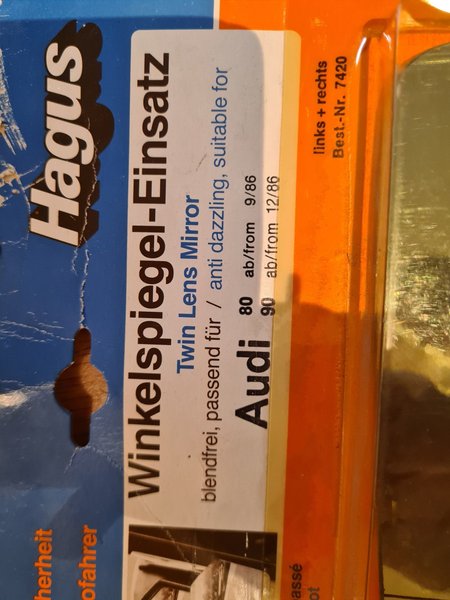 Hagus
Winkelspiegel-Einsatz
Twin Lens Mirror
blendfrei, passend für / anti dazzling, suitable for
Audi 80 ab/from 9/86
90 ab/from 12/86
links + rechts
Best.-Nr. 7420